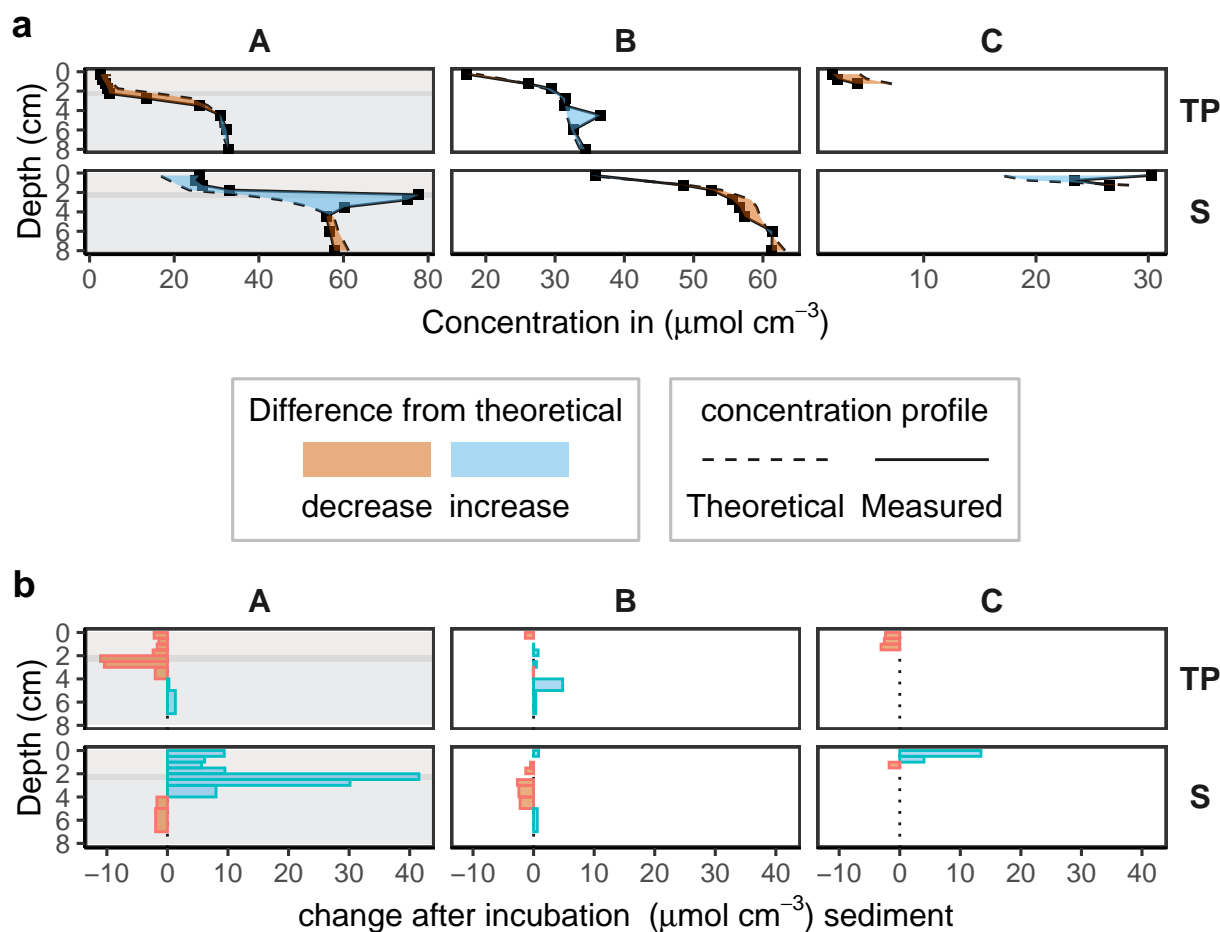 a
A B C
0
2
4
6
8
TP
0
2
4
6
8
S
Depth (cm)
0 20 40 60 80 20 30 40 50 60 10 20 30
Concentration in (μmol cm−3)
Difference from theoretical
decrease increase
concentration profile
Theoretical Measured
b
A B C
0
2
4
6
8
TP
0
2
4
6
8
S
Depth (cm)
−10 0 10 20 30 40 −10 0 10 20 30 40 −10 0 10 20 30 40
change after incubation (μmol cm−3) sediment